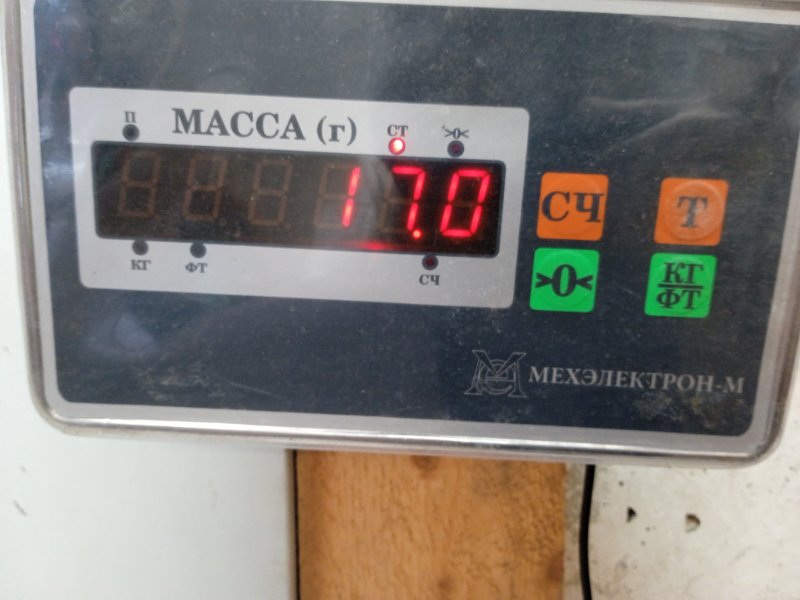 П МАССА (г) СТ >0<
17.0
КГ ФТ СЧ
СЧ Т
>0< КГ/ФТ
МЕХЭЛЕКТРОН-М